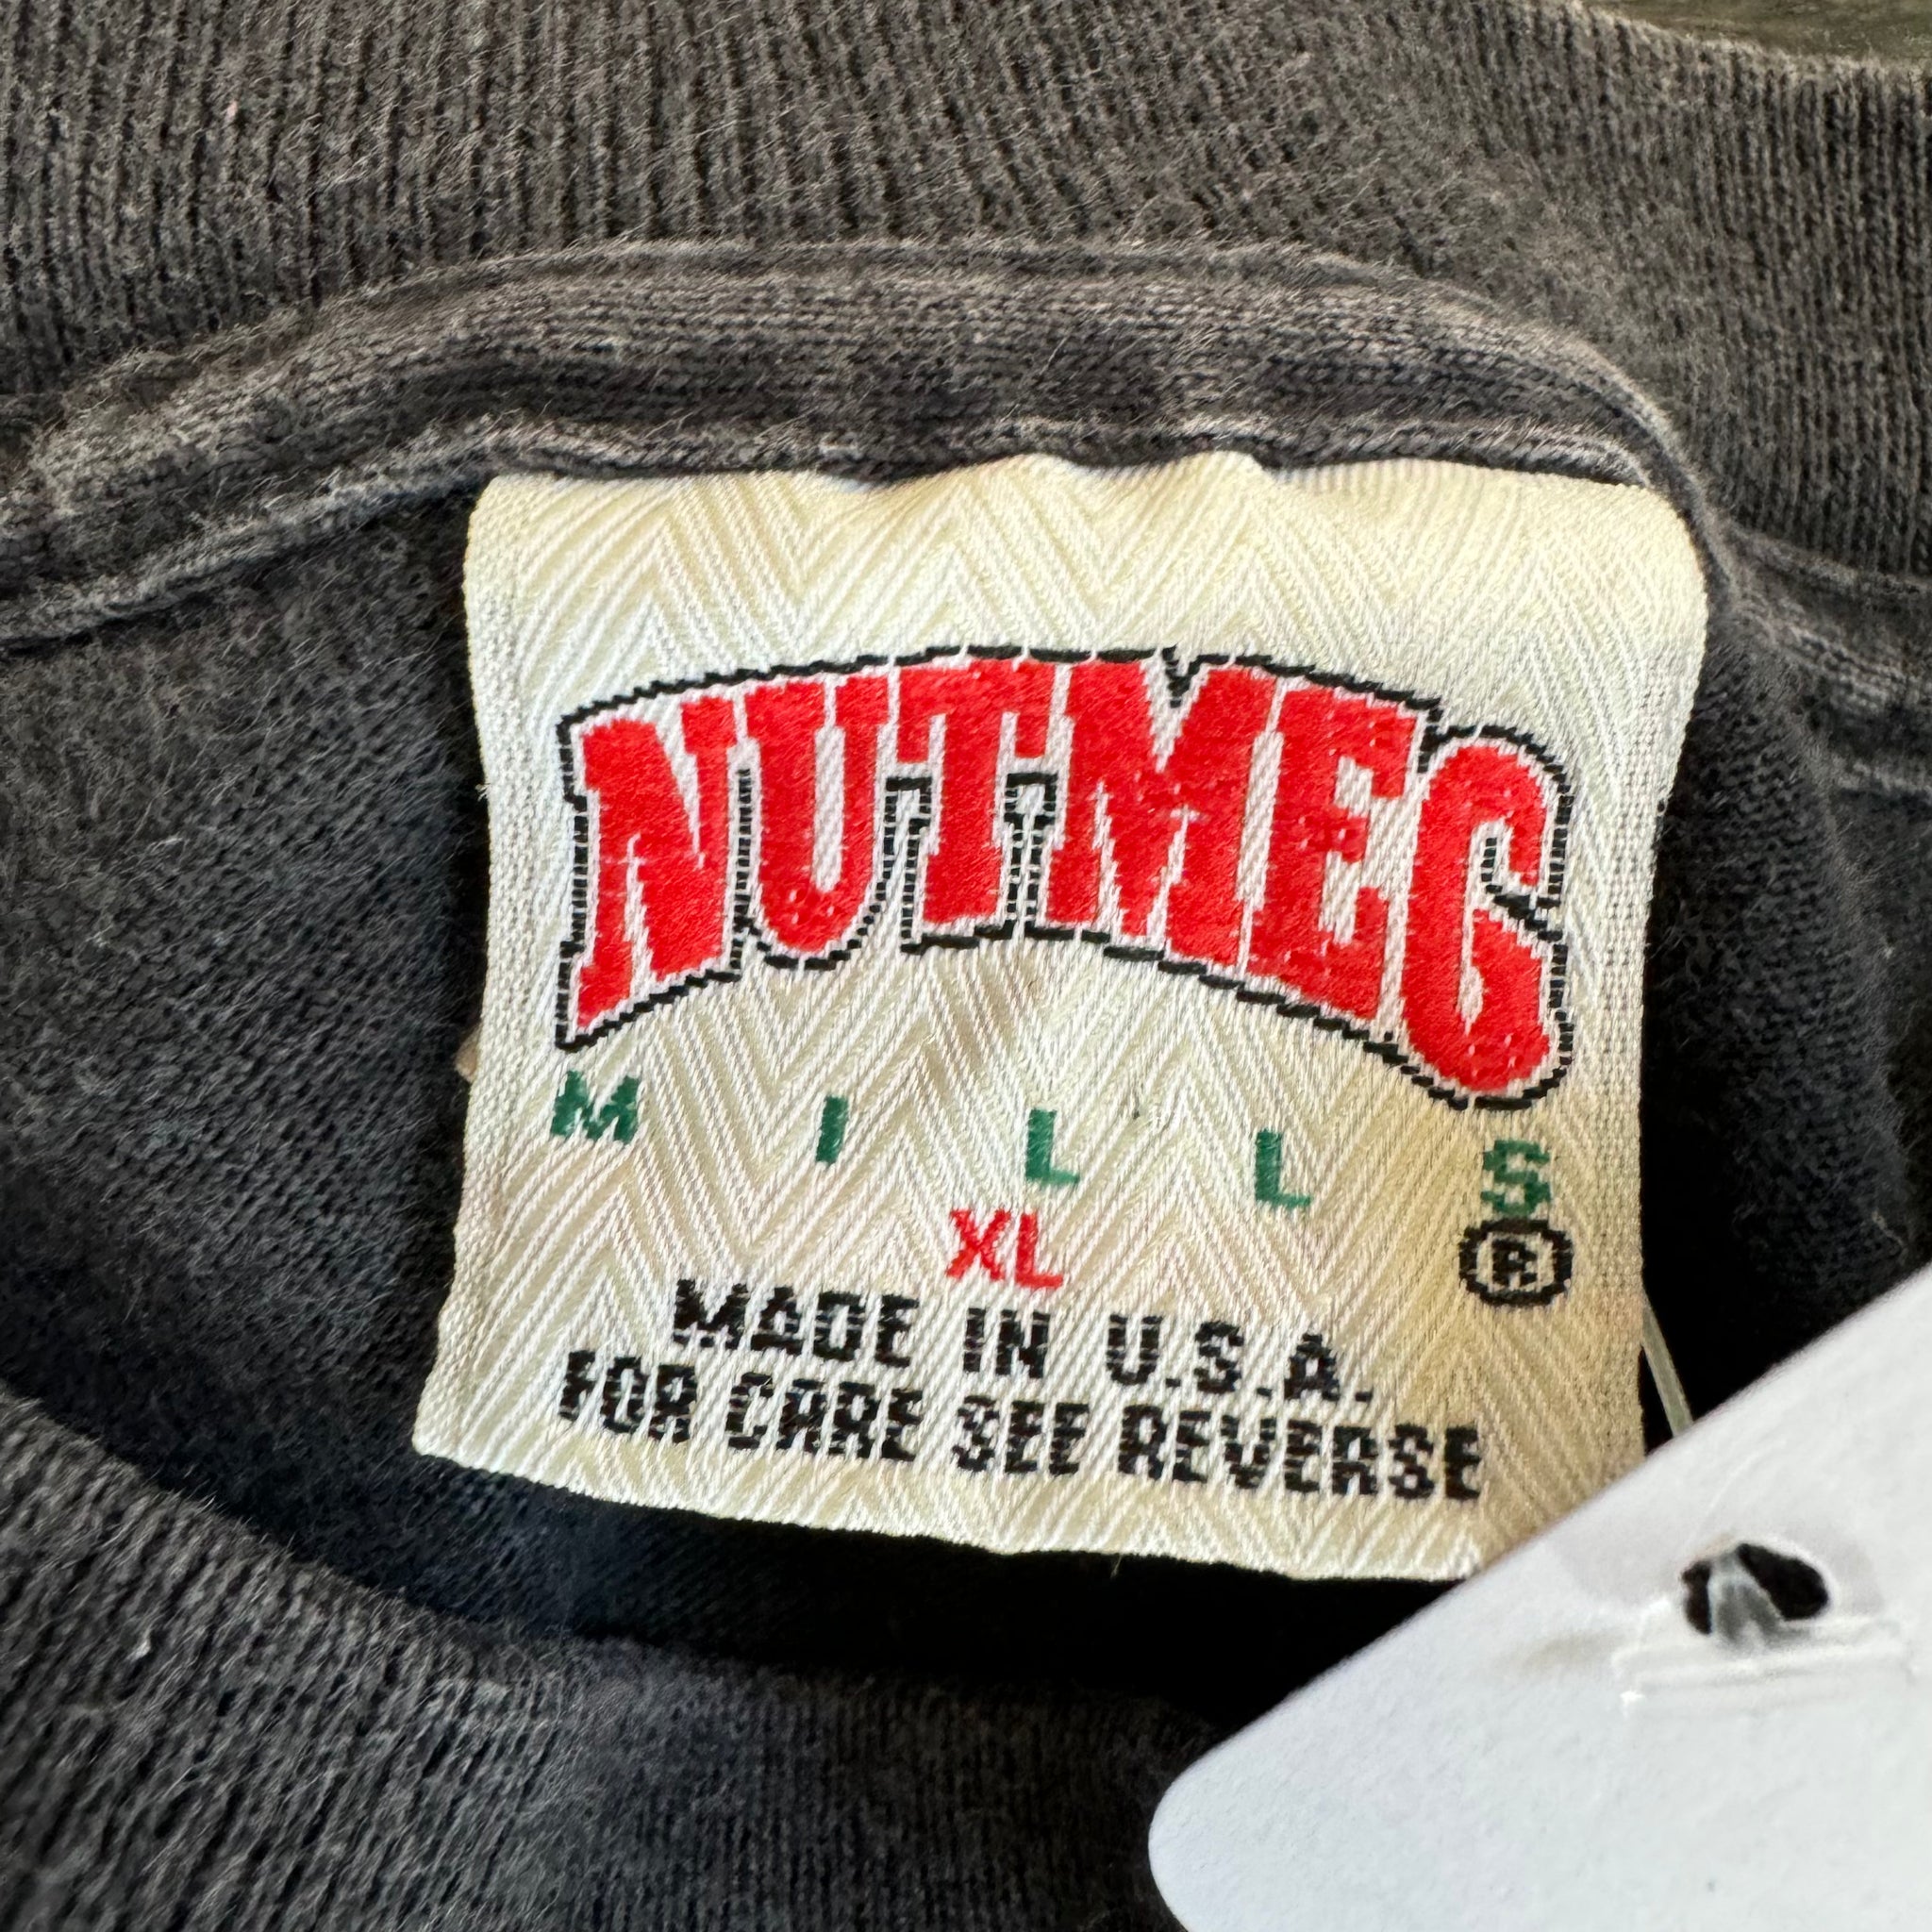 NUTMEG
MILLS
®
XL
MADE IN U.S.A.
FOR CARE SEE REVERSE